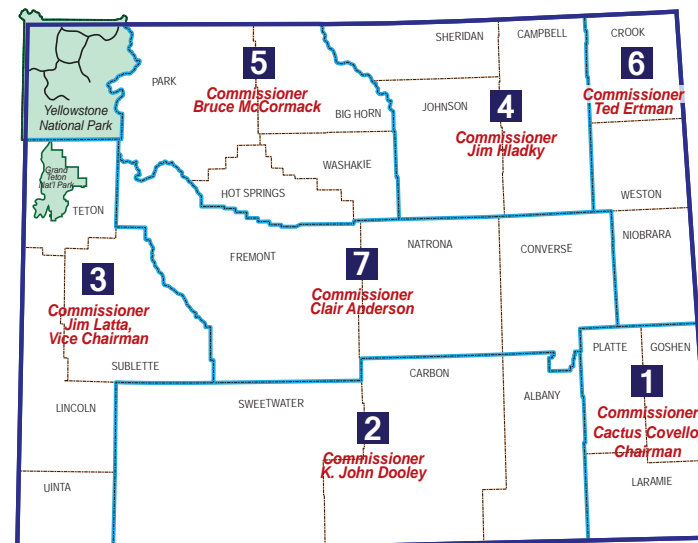 SHERIDAN
CAMPBELL
CROOK
PARK
5
Commissioner
Bruce McCormack
6
Commissioner
Ted Ertman
Yellowstone
National Park
BIG HORN
JOHNSON
4
Commissioner
Jim Hladky
WASHAKIE
Grand
Teton
Nat'l Park
HOT SPRINGS
WESTON
TETON
NIOBRARA
FREMONT
NATRONA
CONVERSE
7
Commissioner
Clair Anderson
3
Commissioner
Jim Latta,
Vice Chairman
SUBLETTE
PLATTE
GOSHEN
CARBON
1
Commissioner
Cactus Covello
Chairman
ALBANY
LINCOLN
SWEETWATER
2
Commissioner
K. John Dooley
UINTA
LARAMIE